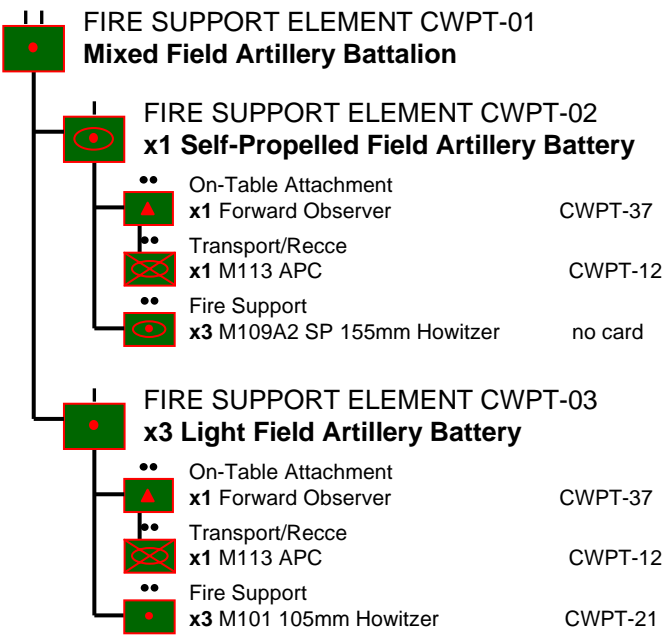 FIRE SUPPORT ELEMENT CWPT-01
Mixed Field Artillery Battalion
FIRE SUPPORT ELEMENT CWPT-02
x1 Self-Propelled Field Artillery Battery
On-Table Attachment
x1 Forward Observer CWPT-37
Transport/Recce
x1 M113 APC CWPT-12
Fire Support
x3 M109A2 SP 155mm Howitzer no card
FIRE SUPPORT ELEMENT CWPT-03
x3 Light Field Artillery Battery
On-Table Attachment
x1 Forward Observer CWPT-37
Transport/Recce
x1 M113 APC CWPT-12
Fire Support
x3 M101 105mm Howitzer CWPT-21